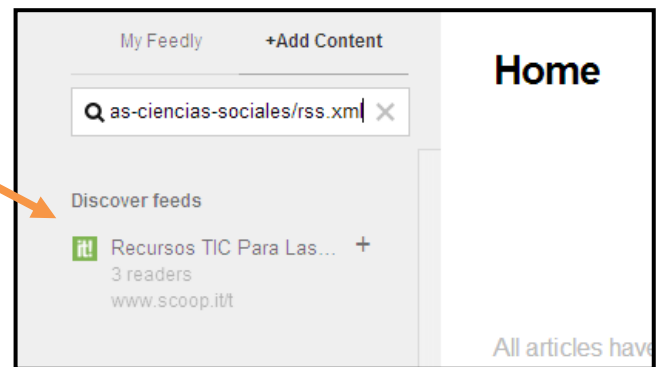 My Feedly +Add Content
Home
as-ciencias-sociales/rss.xml
Discover feeds
it!
Recursos TIC Para Las... +
3 readers
www.scoop.it/t
All articles have